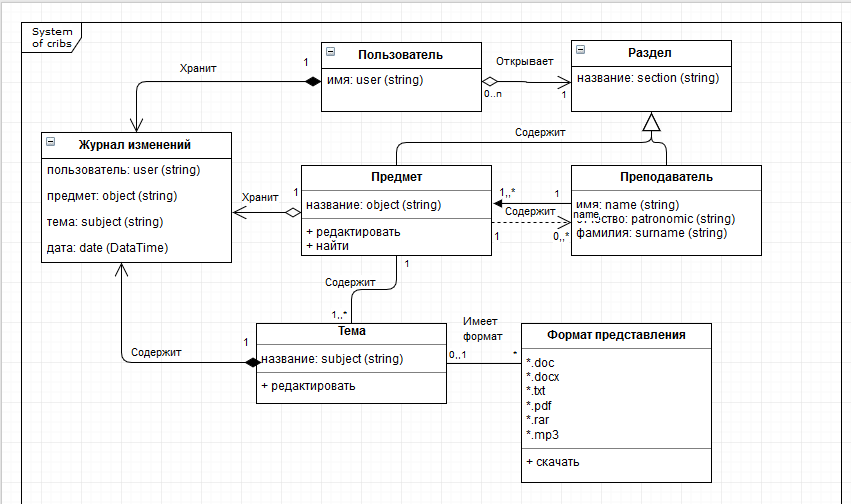 System
of cribs
Пользователь
имя: user (string)
Открывает
0..n
1
Раздел
название: section (string)
Хранит
1
Журнал изменений
пользователь: user (string)
предмет: object (string)
тема: subject (string)
дата: date (DataTime)
Содержит
Предмет
название: object (string)
+ редактировать
+ найти
Хранит
1
Преподаватель
имя: name (string)
name
patronomic (string)
фамилия: surname (string)
1,,*
1
Содержит
1
0,,*
1
Содержит
1,,*
Тема
название: subject (string)
+ редактировать
1
Содержит
Имеет
формат
0,,1
*
Формат представления
*.doc
*.docx
*.txt
*.pdf
*.rar
*.mp3
+ скачать